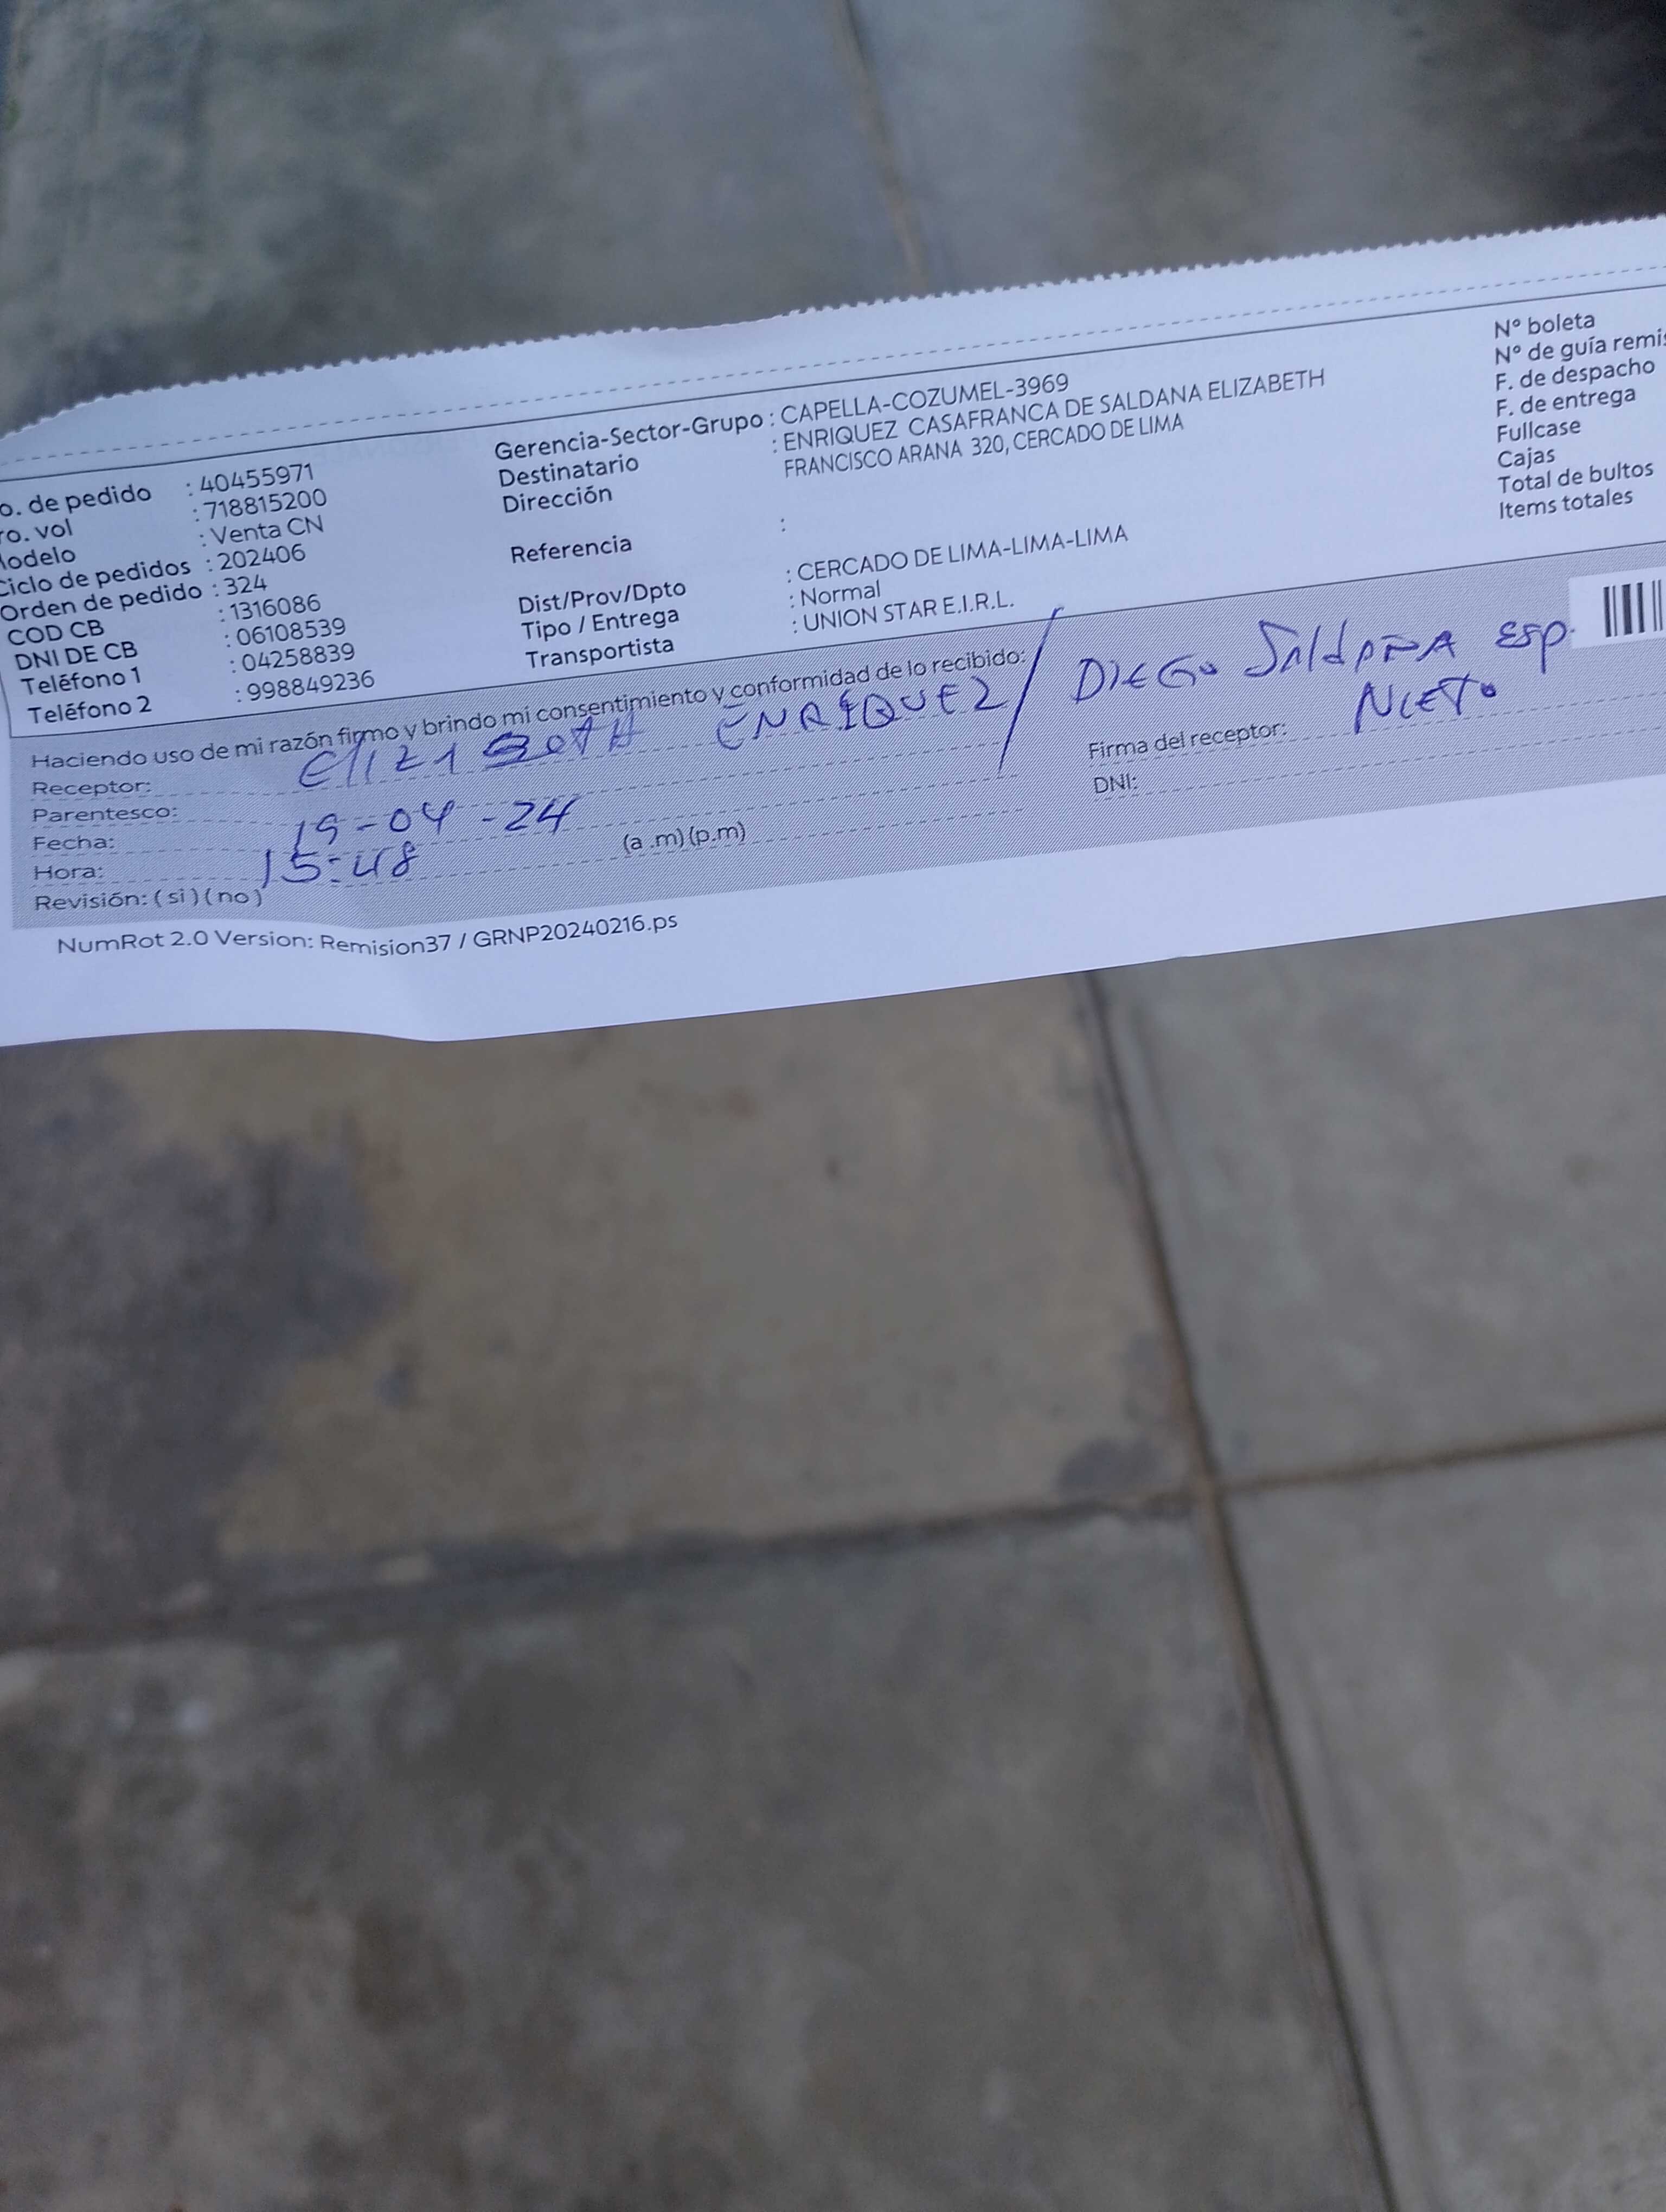 o. de pedido : 40455971
ro. vol : 718815200
odelo : Venta CN
Ciclo de pedidos : 202406
Orden de pedido : 324
COD CB : 1316086
DNI DE CB : 06108539
Teléfono 1 : 04258839
Teléfono 2 : 998849236
Gerencia-Sector-Grupo : CAPELLA-COZUMEL-3969
Destinatario : ENRIQUEZ CASAFRANCA DE SALDANA ELIZABETH
Dirección FRANCISCO ARANA 320, CERCADO DE LIMA
Referencia :
Dist/Prov/Dpto : CERCADO DE LIMA-LIMA-LIMA
Tipo / Entrega : Normal
Transportista : UNION STAR E.I.R.L.
Nº boleta
Nº de guía remis
F. de despacho
F. de entrega
Fullcase
Cajas
Total de bultos
Items totales
Haciendo uso de mi razón firmo y brindo mi consentimiento y conformidad de lo recibido:
Receptor: ElizaBetH ENRIQUEZ / DIEGO SAldAÑA ESP.
NIETO
Parentesco:
Fecha: 19-04-24
Hora: 15:48 (a .m) (p.m)
Revisión: ( si ) ( no )
Firma del receptor:
DNI:
NumRot 2.0 Version: Remision37 / GRNP20240216.ps